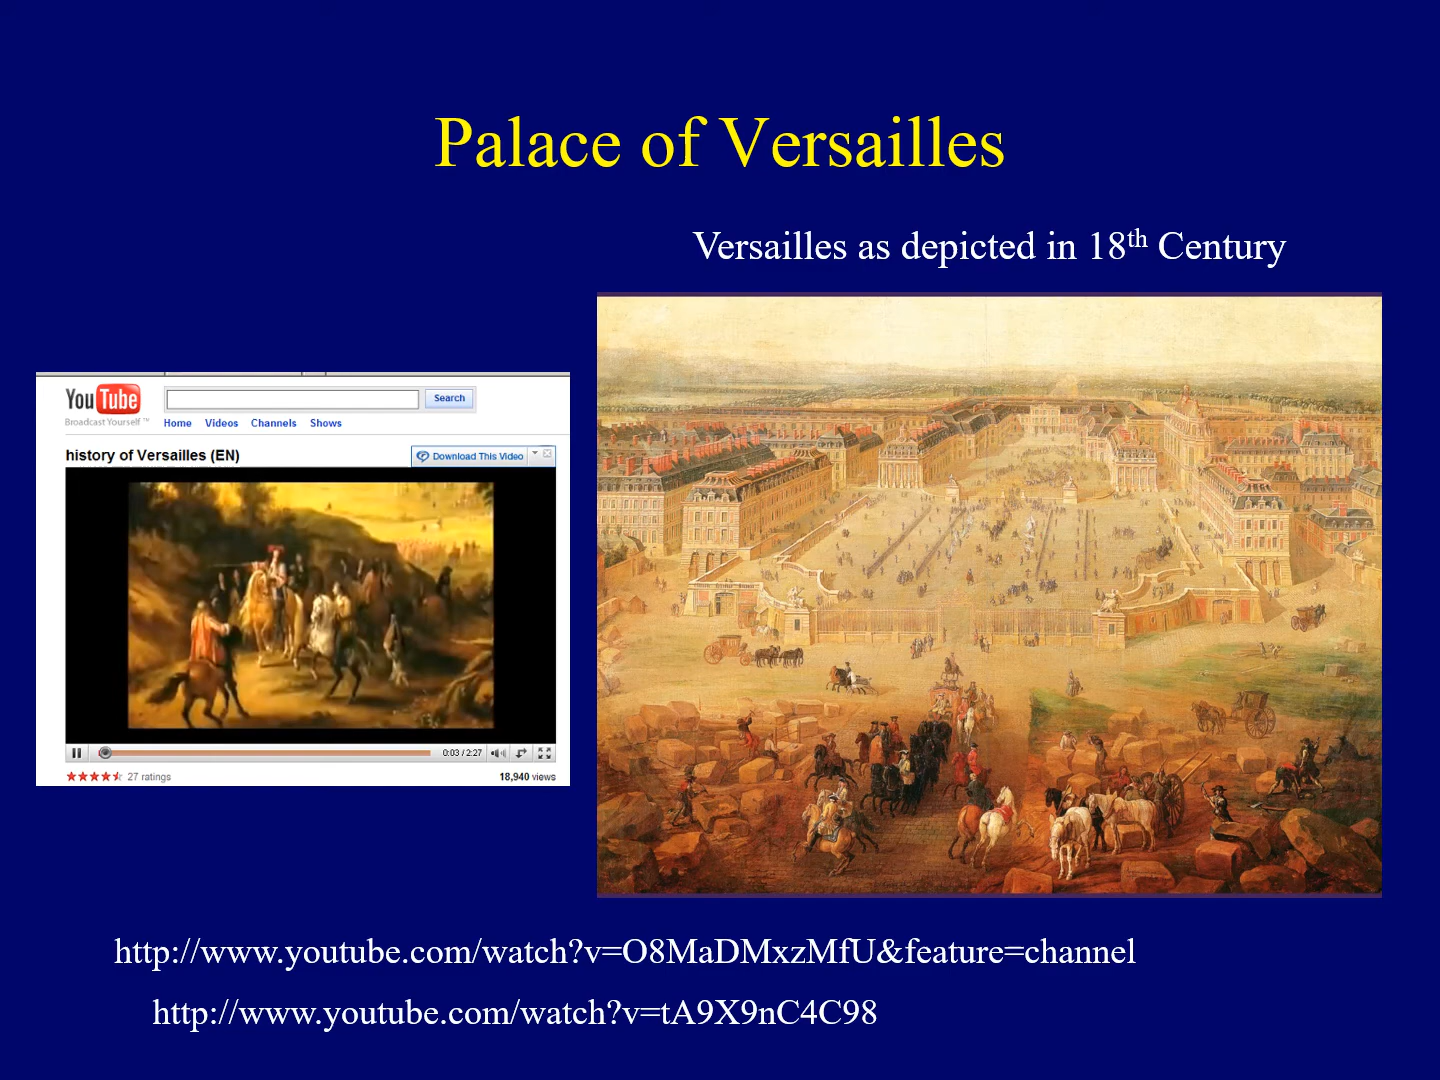 Palace of Versailles
Versailles as depicted in 18th Century
YouTube
Search
Broadcast Yourself ™
Home Videos Channels Shows
history of Versailles (EN)
Download This Video
0:03 / 2:27
27 ratings
18,940 views
http://www.youtube.com/watch?v=O8MaDMxzMfU&feature=channel
http://www.youtube.com/watch?v=tA9X9nC4C98